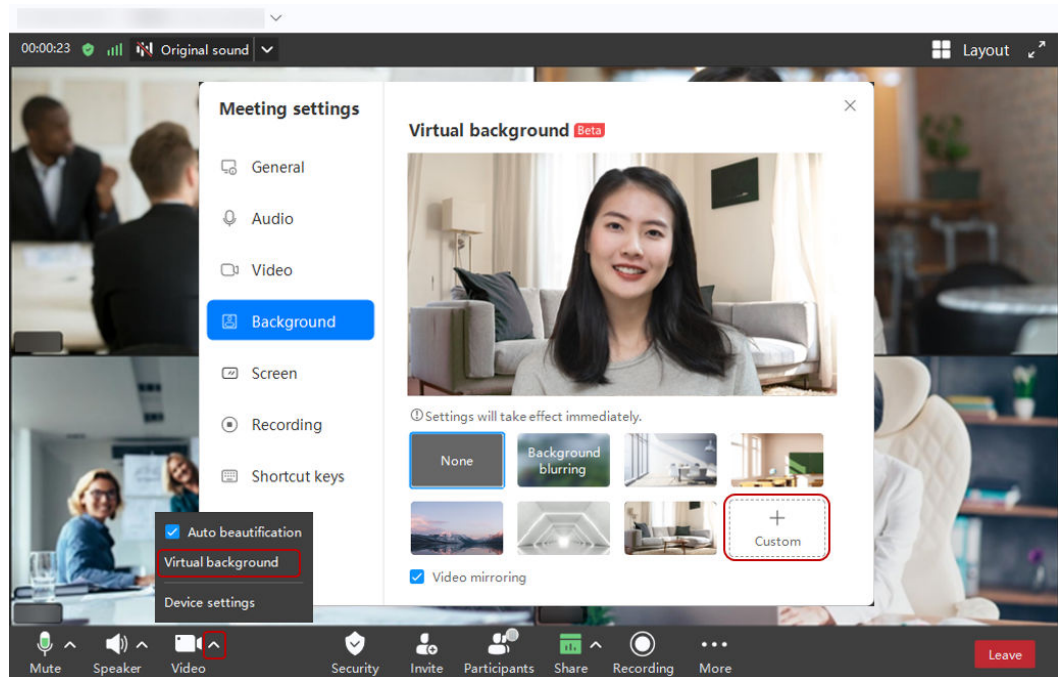 00:00:23 Original sound
Layout
Meeting settings
General
Audio
Video
Background
Screen
Recording
Shortcut keys
Virtual background Beta
Settings will take effect immediately.
None
Background
blurring
+
Custom
Video mirroring
Auto beautification
Virtual background
Device settings
Mute Speaker Video Security Invite Participants Share Recording More Leave